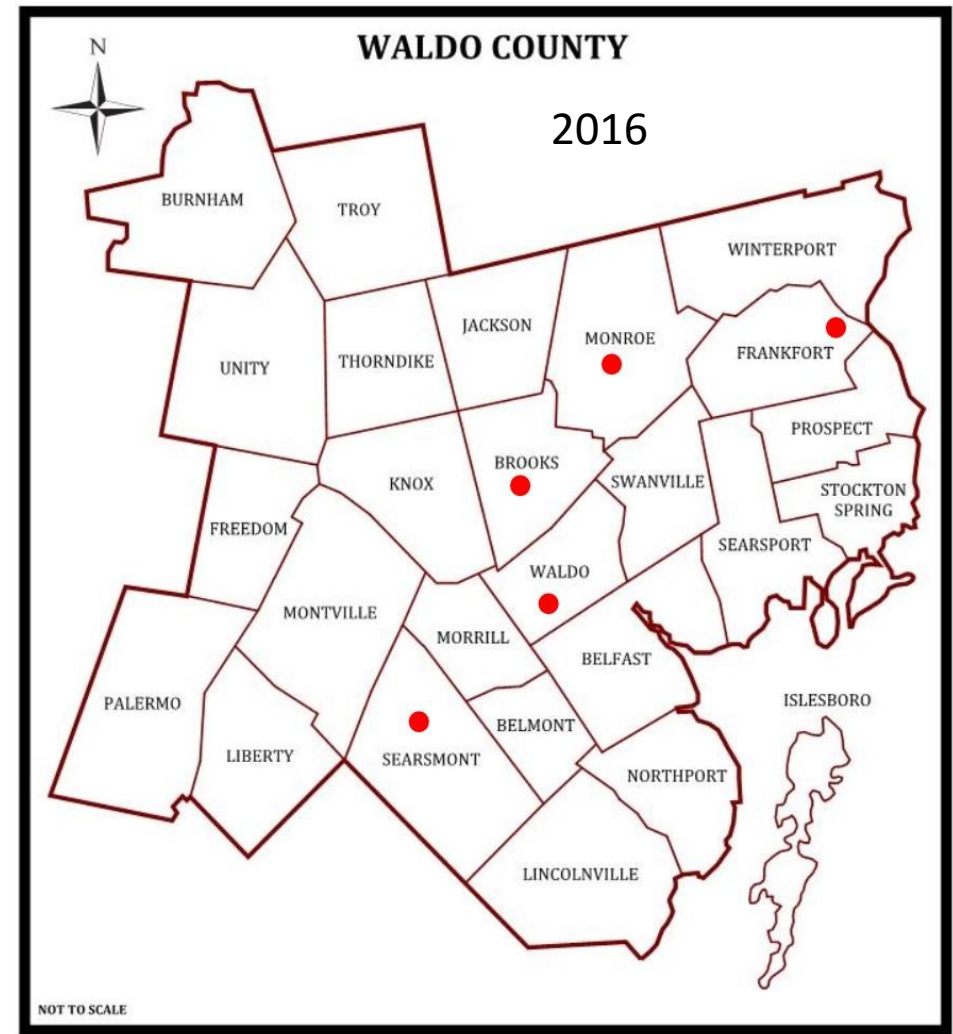 WALDO COUNTY
N
2016
BURNHAM
TROY
WINTERPORT
JACKSON
MONROE
FRANKFORT
UNITY
THORNDIKE
PROSPECT
BROOKS
KNOX
SWANVILLE
STOCKTON
SPRING
FREEDOM
SEARSPORT
WALDO
MONTVILLE
MORRILL
BELFAST
PALERMO
ISLESBORO
BELMONT
LIBERTY
SEARSMONT
NORTHPORT
LINCOLNVILLE
NOT TO SCALE